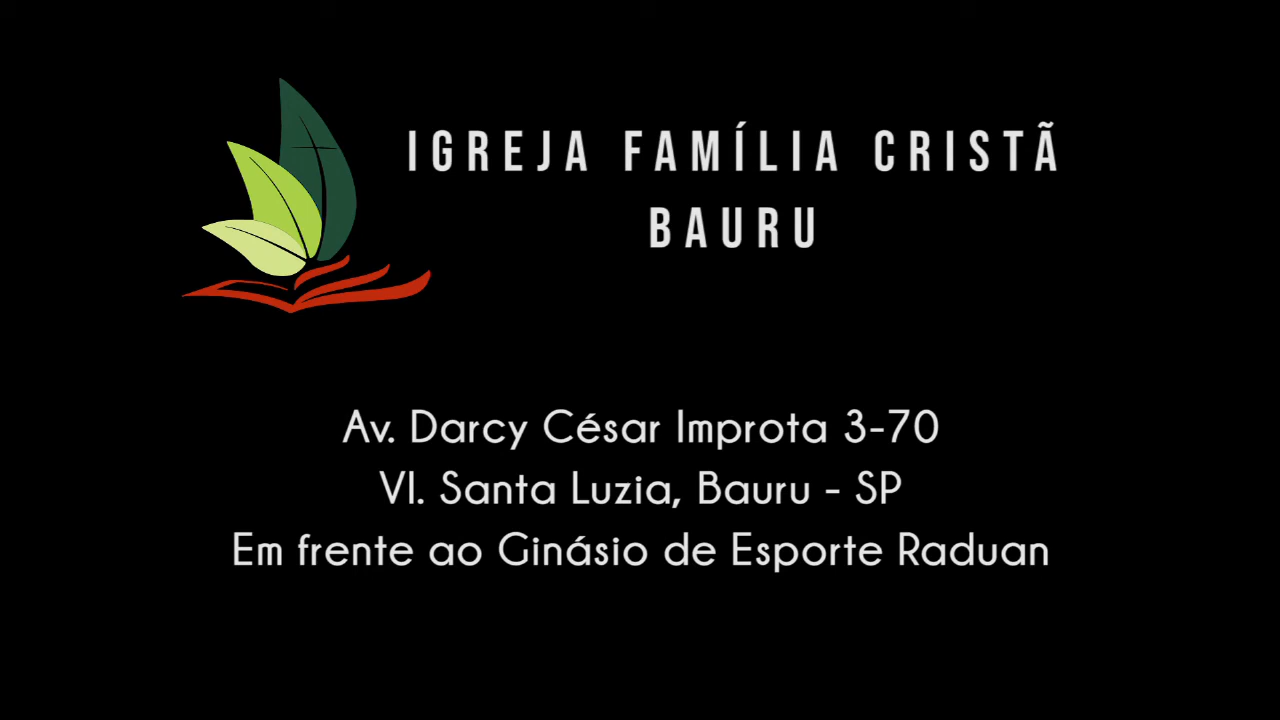 IGREJA FAMÍLIA CRISTÃ
BAURU
Av. Darcy César Improta 3-70
Vl. Santa Luzia, Bauru - SP
Em frente ao Ginásio de Esporte Raduan